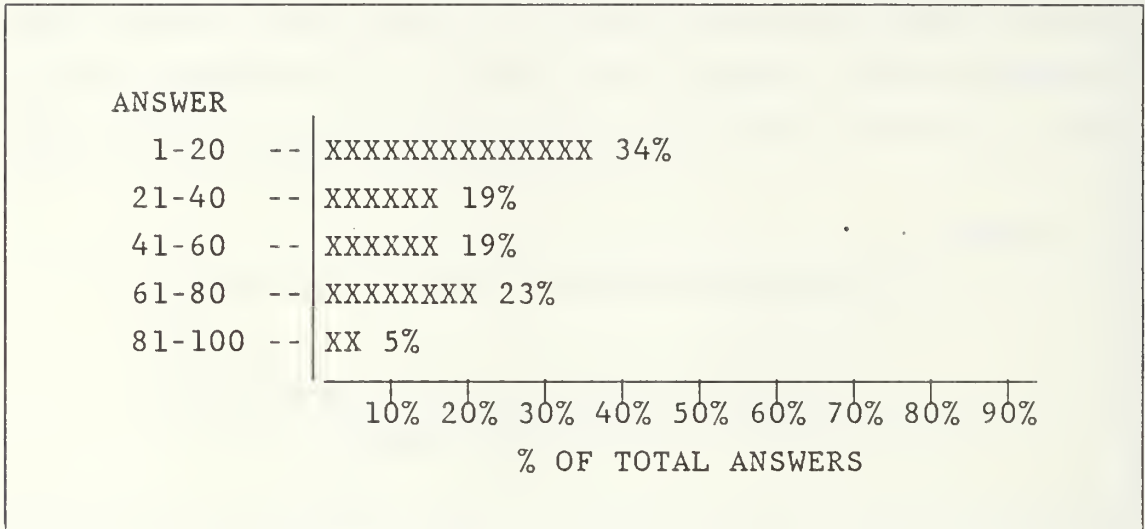 ANSWER
1-20 -- XXXXXXXXXXXXXX 34%
21-40 -- XXXXXX 19%
41-60 -- XXXXXX 19%
61-80 -- XXXXXXXX 23%
81-100 -- XX 5%
10% 20% 30% 40% 50% 60% 70% 80% 90%
% OF TOTAL ANSWERS